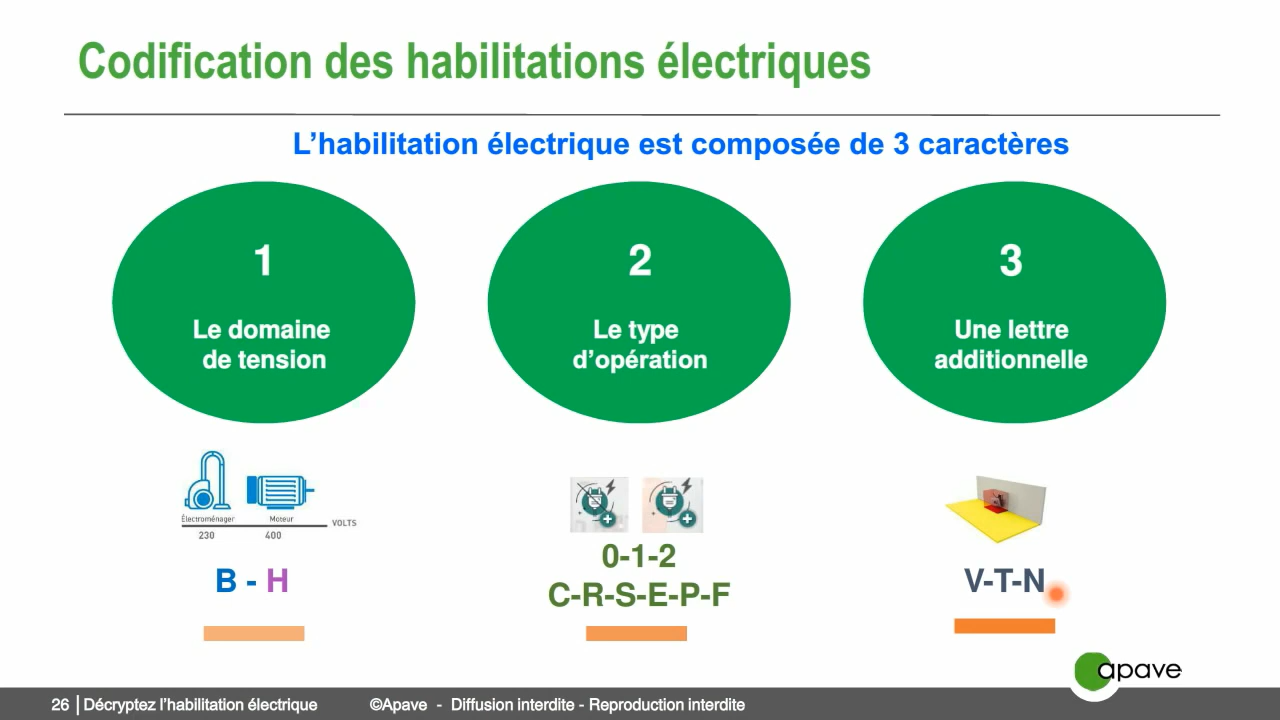 Codification des habilitations électriques
L'habilitation électrique est composée de 3 caractères
1
Le domaine
de tension
2
Le type
d'opération
3
Une lettre
additionnelle
Électroménager
Moteur
VOLTS
230
400
B - H
0-1-2
C-R-S-E-P-F
V-T-N
apave
26 | Décryptez l'habilitation électrique
©Apave - Diffusion interdite - Reproduction interdite